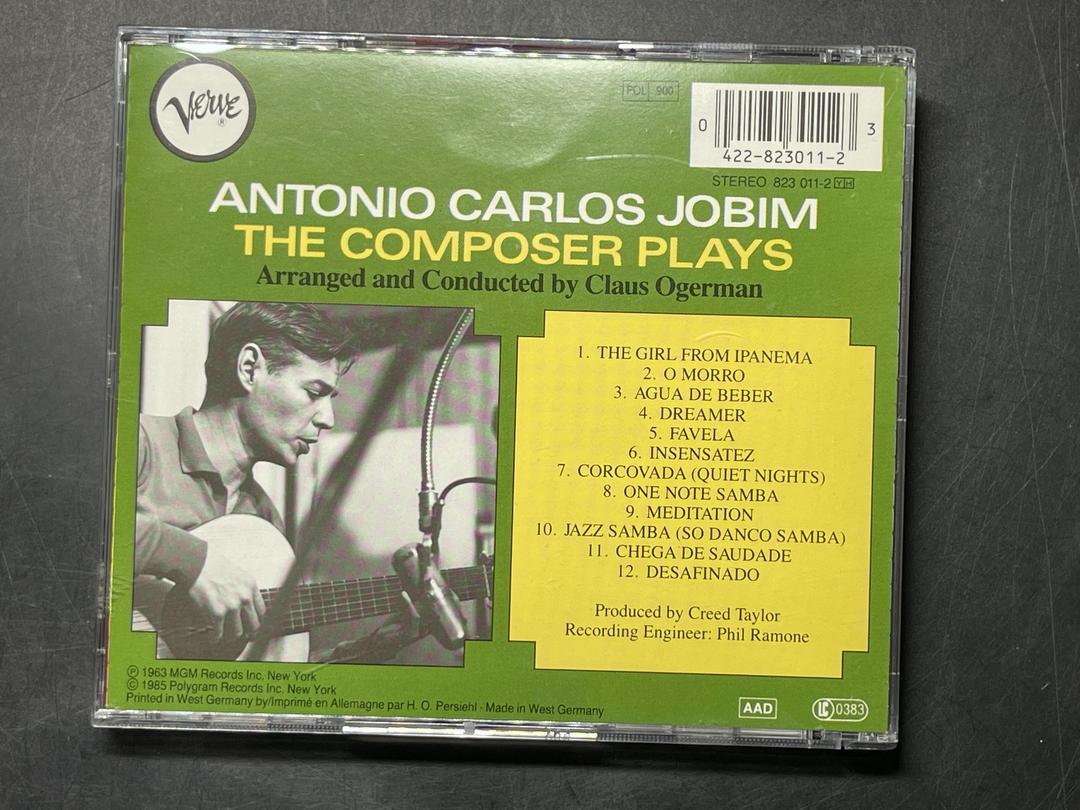 VERVE
®
POL 900
0 422-823011-2 3
STEREO 823 011-2 YH
ANTONIO CARLOS JOBIM
THE COMPOSER PLAYS
Arranged and Conducted by Claus Ogerman
1. THE GIRL FROM IPANEMA
2. O MORRO
3. AGUA DE BEBER
4. DREAMER
5. FAVELA
6. INSENSATEZ
7. CORCOVADA (QUIET NIGHTS)
8. ONE NOTE SAMBA
9. MEDITATION
10. JAZZ SAMBA (SO DANCO SAMBA)
11. CHEGA DE SAUDADE
12. DESAFINADO
Produced by Creed Taylor
Recording Engineer: Phil Ramone
℗ 1963 MGM Records Inc. New York
© 1985 Polygram Records Inc. New York
Printed in West Germany by/Imprimé en Allemagne par H. O. Persiehl · Made in West Germany
AAD
LC 0383